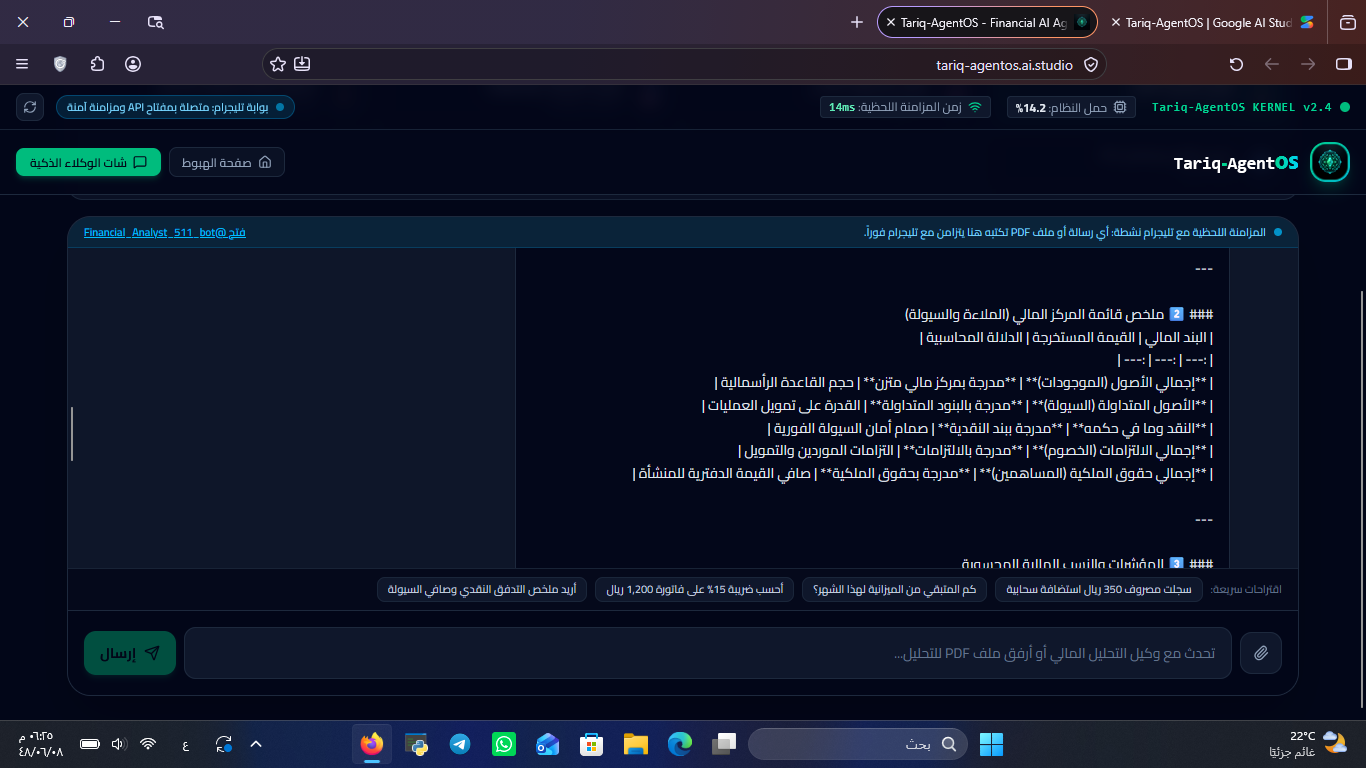 Tariq-AgentOS - Financial AI Ag
Tariq-AgentOS | Google AI Stud
tariq-agentos.ai.studio
Tariq-AgentOS KERNEL v2.4
حمل النظام: 14.2%
زمن المزامنة اللحظية: 14ms
بوابة تليجرام: متصلة بمفتاح API ومزامنة آمنة
Tariq-AgentOS
صفحة الهبوط
شات الوكلاء الذكية
المزامنة اللحظية مع تليجرام نشطة: أي رسالة أو ملف PDF تكتبه هنا يتزامن مع تليجرام فوراً.
فتح @Financial_Analyst_511_bot
---
### 2️⃣ ملخص قائمة المركز المالي (الملاءة والسيولة)
| البند المالي | القيمة المستخرجة | الدلالة المحاسبية |
| :--- | :--- | :--- |
| **إجمالي الأصول (الموجودات)** | **مدرجة بمركز مالي متزن** | حجم القاعدة الرأسمالية |
| **الأصول المتداولة (السيولة)** | **مدرجة بالبنود المتداولة** | القدرة على تمويل العمليات |
| **النقد وما في حكمه** | **مدرجة ببند النقدية** | صمام أمان السيولة الفورية |
| **إجمالي الالتزامات (الخصوم)** | **مدرجة بالالتزامات** | التزامات الموردين والتمويل |
| **إجمالي حقوق الملكية (المساهمين)** | **مدرجة بحقوق الملكية** | صافي القيمة الدفترية للمنشأة |
---
### 3️⃣ المؤشرات والنسب المالية المحسوبة
اقتراحات سريعة:
سجلت مصروف 350 ريال استضافة سحابية
كم المتبقي من الميزانية لهذا الشهر؟
أحسب ضريبة 15% على فاتورة 1,200 ريال
أريد ملخص التدفق النقدي وصافي السيولة
تحدث مع وكيل التحليل المالي أو أرفق ملف PDF للتحليل...
إرسال
22°C
غائم جزئيًا
بحث
ع
٠٦:٢٥ م
٤٨/٠٦/٠٨